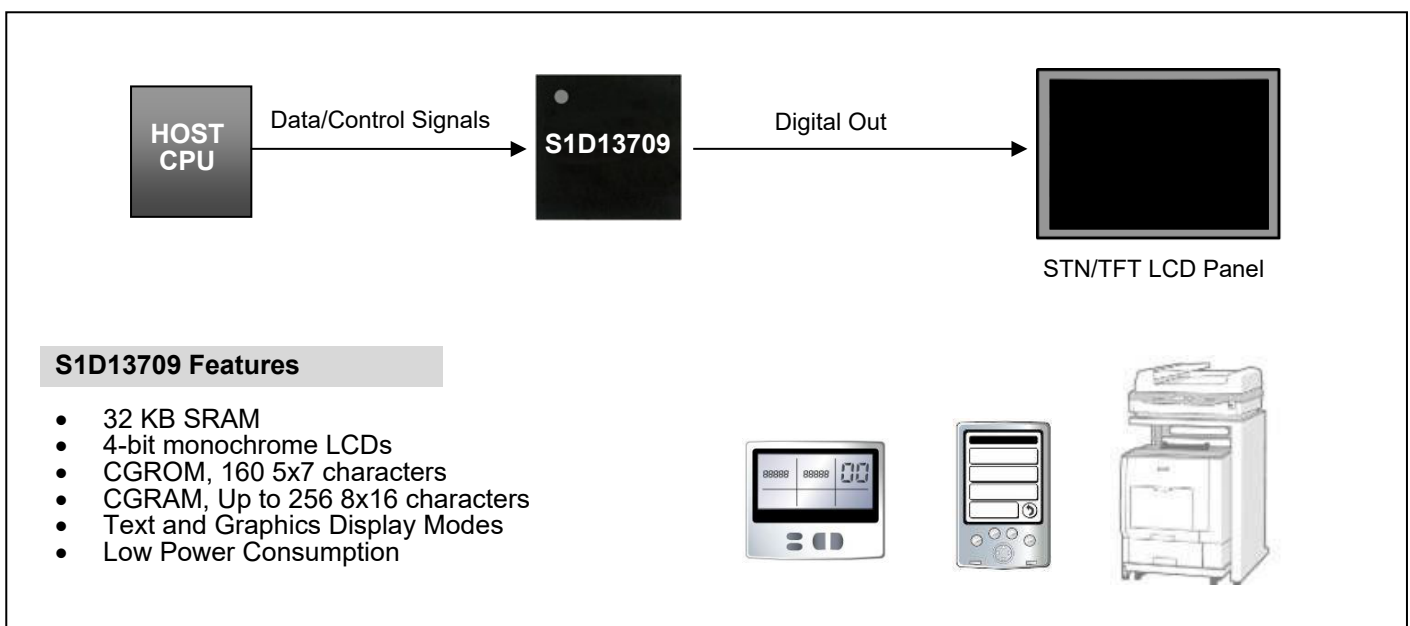 HOST
CPU
Data/Control Signals
S1D13709
Digital Out
STN/TFT LCD Panel
S1D13709 Features
• 32 KB SRAM
• 4-bit monochrome LCDs
• CGROM, 160 5x7 characters
• CGRAM, Up to 256 8x16 characters
• Text and Graphics Display Modes
• Low Power Consumption
88888 88888 00